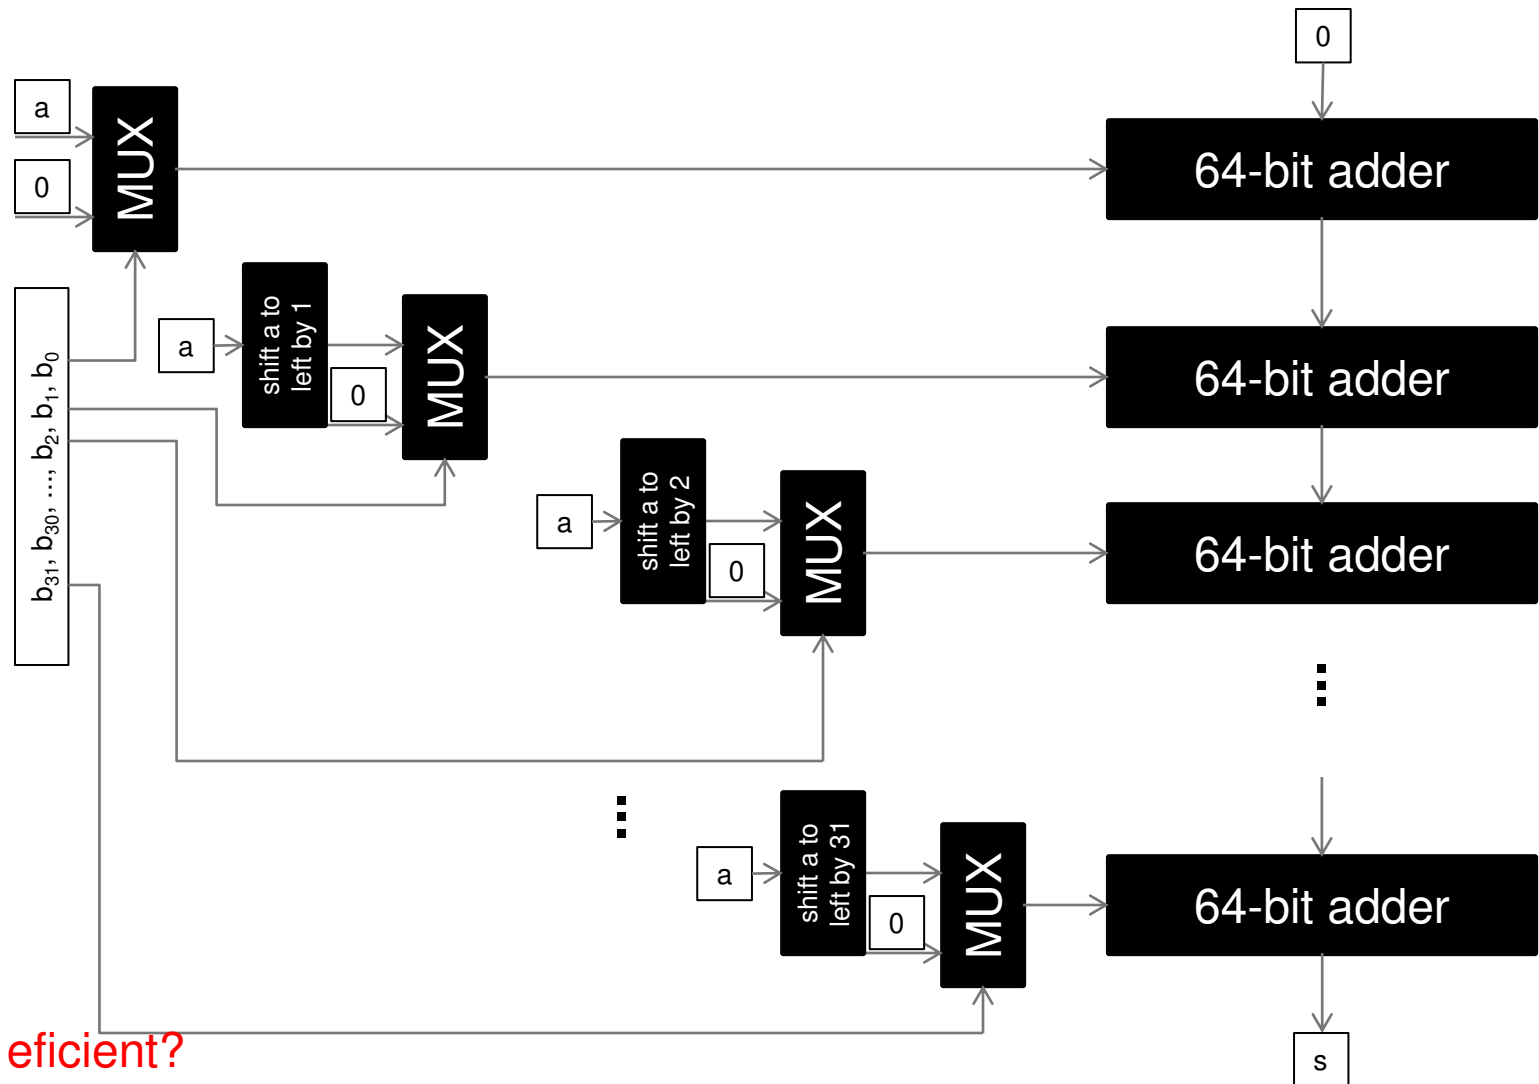 0
a
0
MUX
64-bit adder
b₃₁, b₃₀, ..., b₂, b₁, b₀
a
shift a to
left by 1
0
MUX
64-bit adder
a
shift a to
left by 2
0
MUX
64-bit adder
⋮
⋮
a
shift a to
left by 31
0
MUX
64-bit adder
eficient?
s